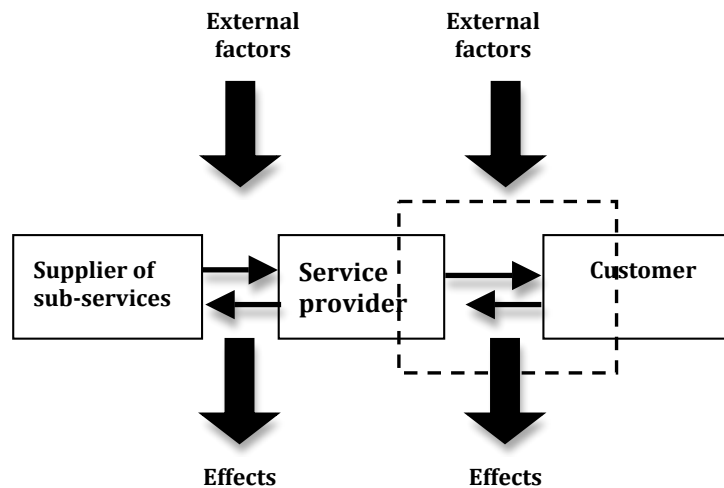 External
factors
External
factors
Supplier of
sub-services
Service
provider
Customer
Effects
Effects